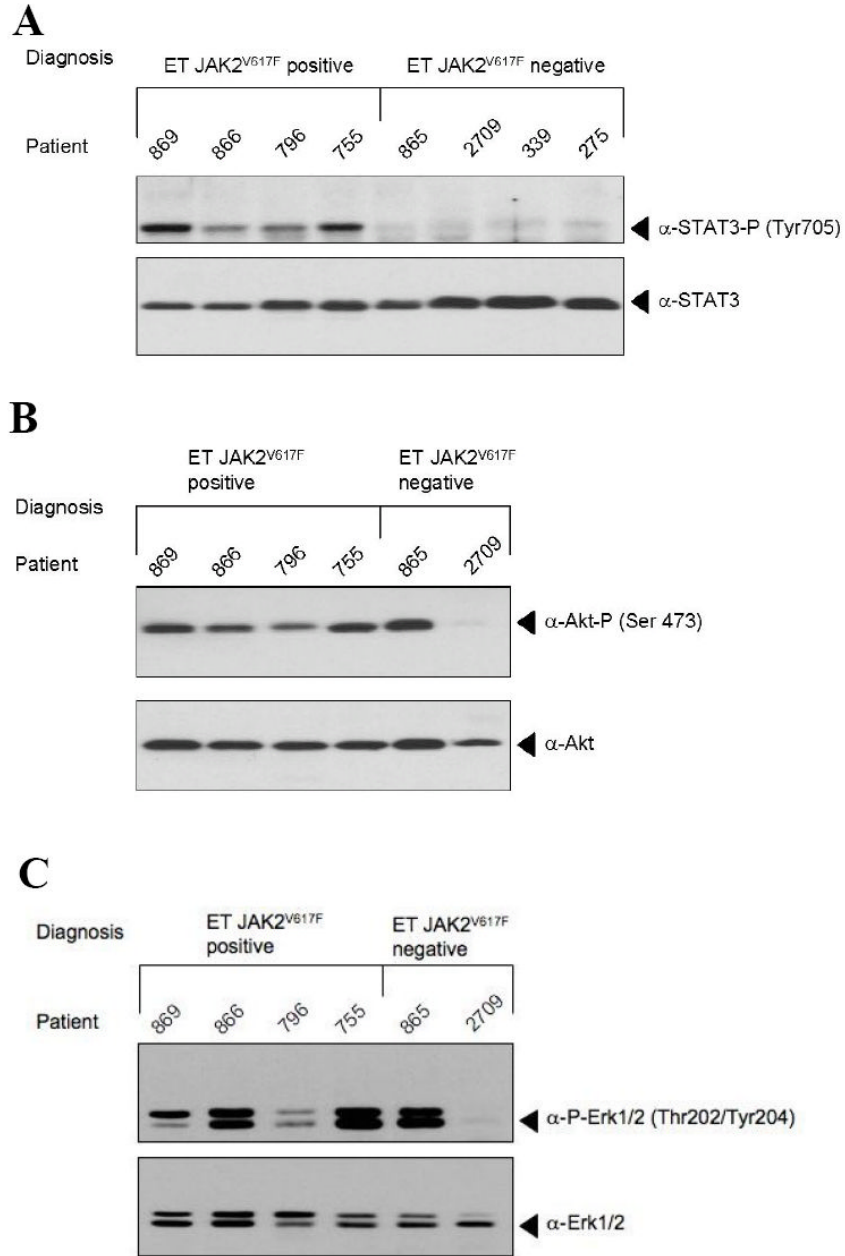 A
Diagnosis
ET JAK2V617F positive
ET JAK2V617F negative
Patient
869 866 796 755 865 2709 339 275
α-STAT3-P (Tyr705)
α-STAT3
B
ET JAK2V617F
positive
ET JAK2V617F
negative
Diagnosis
Patient
869 866 796 755 865 2709
α-Akt-P (Ser 473)
α-Akt
C
ET JAK2V617F
positive
ET JAK2V617F
negative
Diagnosis
Patient
869 866 796 755 865 2709
α-P-Erk1/2 (Thr202/Tyr204)
α-Erk1/2